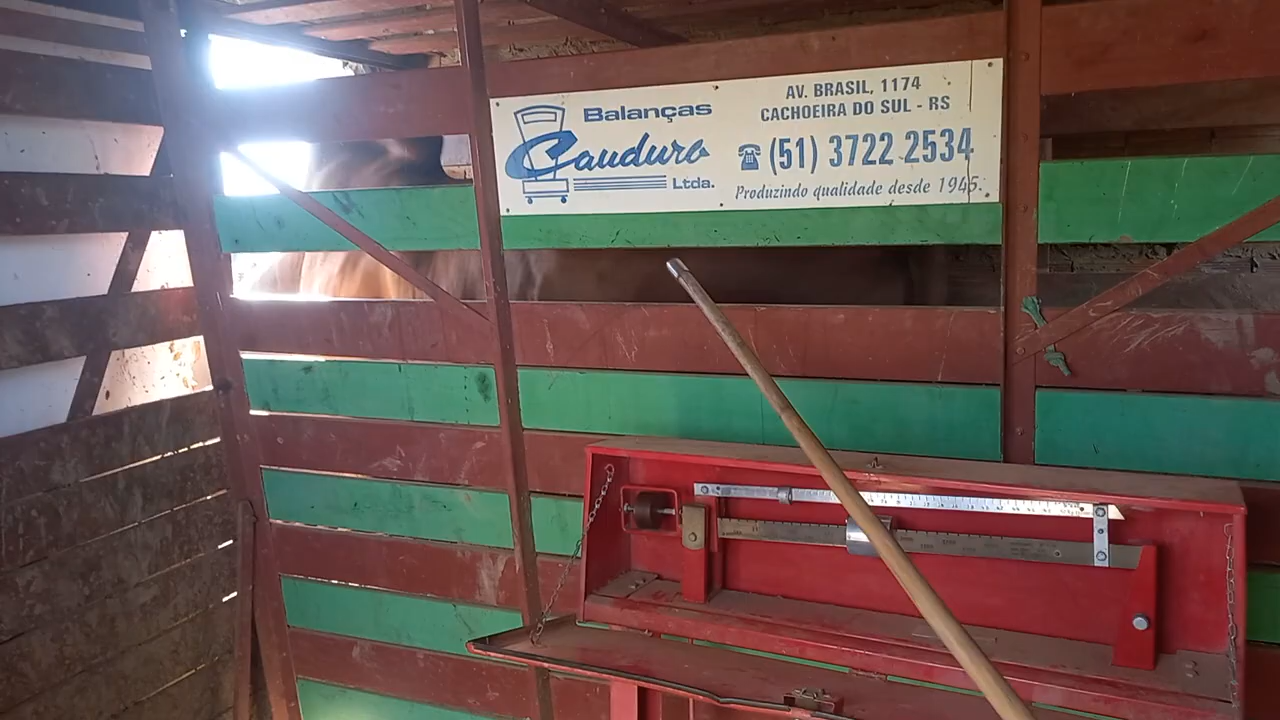 Balanças
Cauduro
Ltda.
AV. BRASIL, 1174
CACHOEIRA DO SUL - RS
(51) 3722 2534
Produzindo qualidade desde 1945.